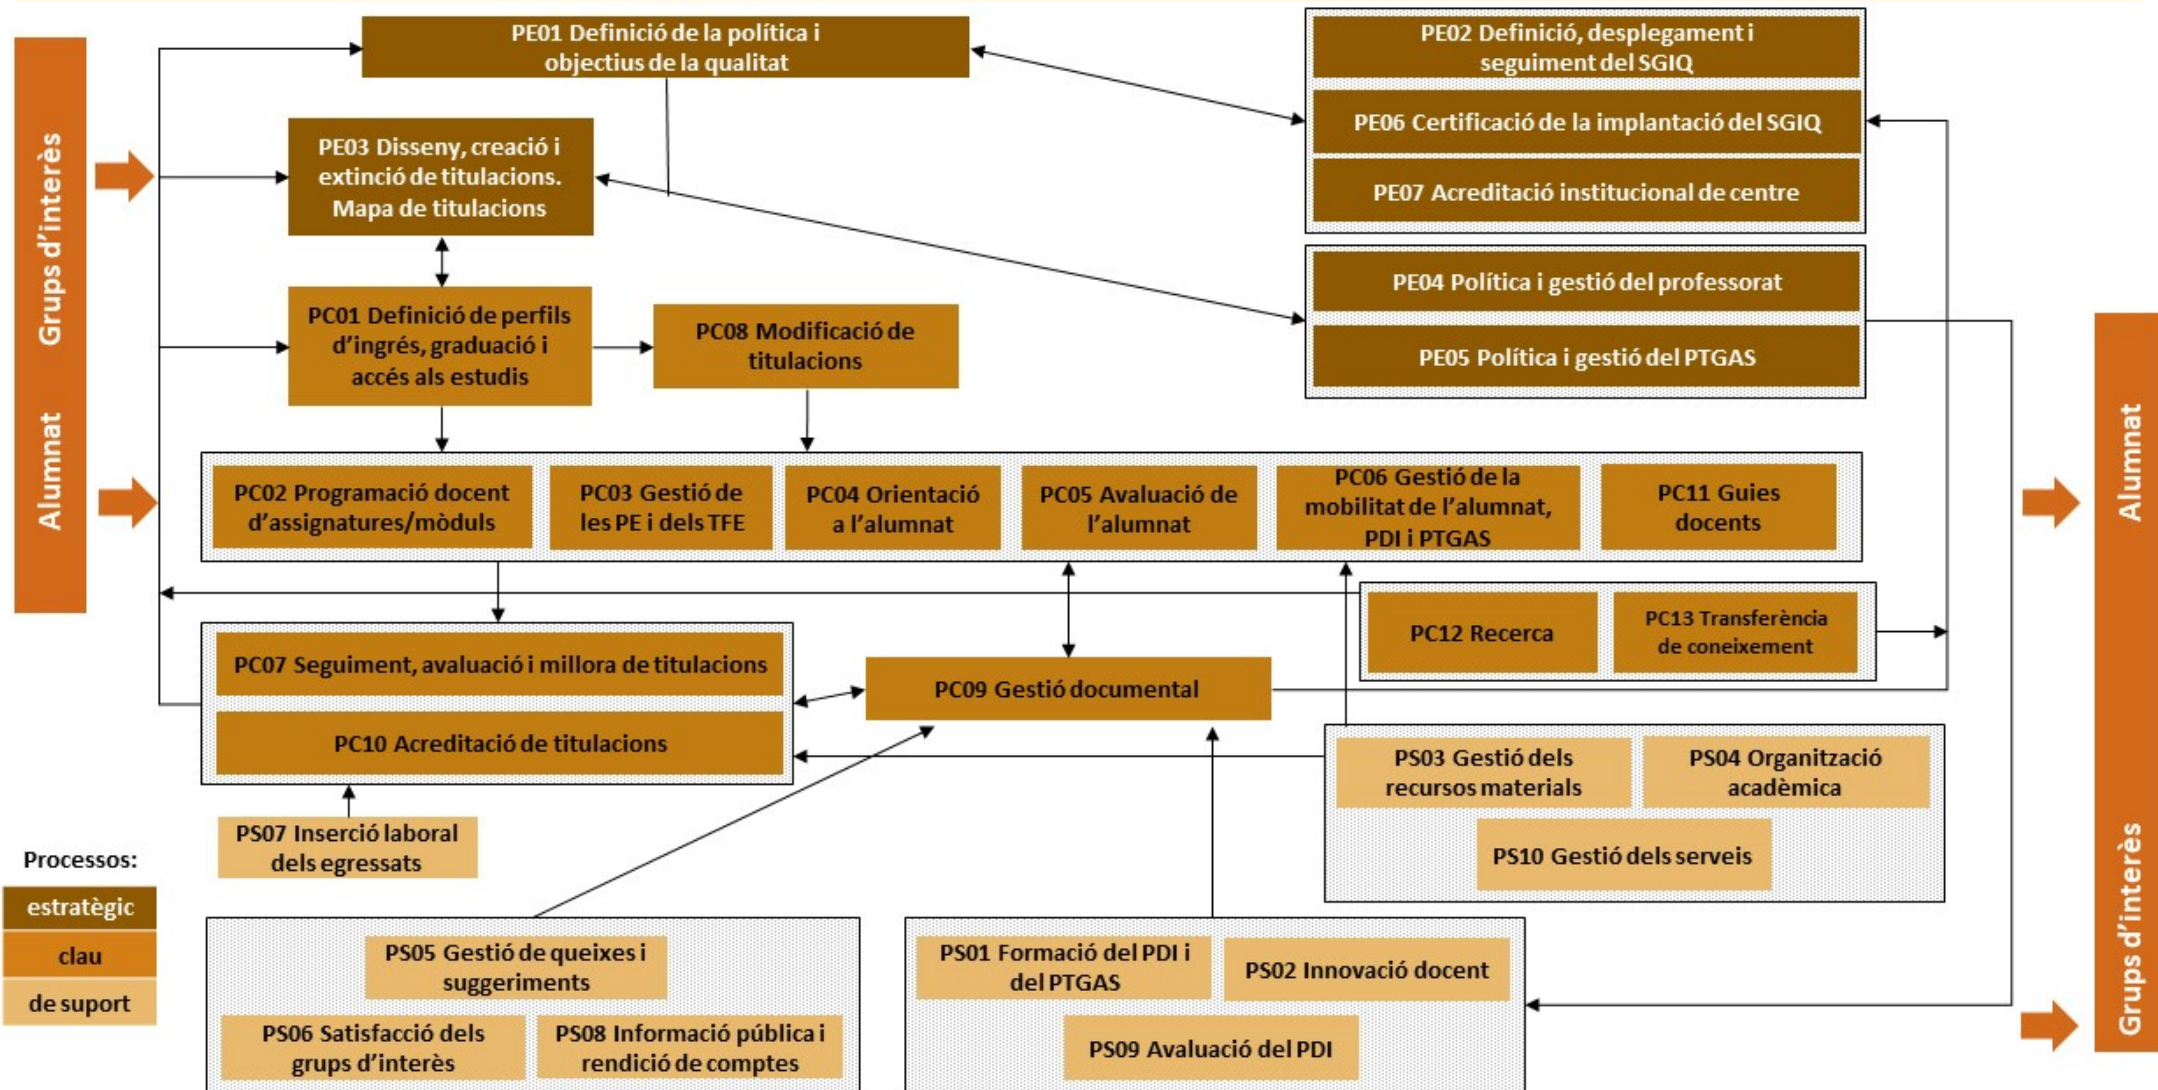 PE01 Definició de la política i
objectius de la qualitat
PE02 Definició, desplegament i
seguiment del SGIQ
PE06 Certificació de la implantació del SGIQ
PE07 Acreditació institucional de centre
Grups d'interès
Alumnat
PE03 Disseny, creació i
extinció de titulacions.
Mapa de titulacions
PE04 Política i gestió del professorat
PE05 Política i gestió del PTGAS
PC01 Definició de perfils
d'ingrés, graduació i
accés als estudis
PC08 Modificació de
titulacions
PC02 Programació docent
d'assignatures/mòduls
PC03 Gestió de
les PE i dels TFE
PC04 Orientació
a l'alumnat
PC05 Avaluació de
l'alumnat
PC06 Gestió de la
mobilitat de l'alumnat,
PDI i PTGAS
PC11 Guies
docents
Alumnat
Grups d'interès
PC12 Recerca
PC13 Transferència
de coneixement
PC07 Seguiment, avaluació i millora de titulacions
PC10 Acreditació de titulacions
PC09 Gestió documental
PS03 Gestió dels
recursos materials
PS04 Organització
acadèmica
PS10 Gestió dels serveis
PS07 Inserció laboral
dels egressats
Processos:
estratègic
clau
de suport
PS05 Gestió de queixes i
suggeriments
PS06 Satisfacció dels
grups d'interès
PS08 Informació pública i
rendició de comptes
PS01 Formació del PDI i
del PTGAS
PS02 Innovació docent
PS09 Avaluació del PDI